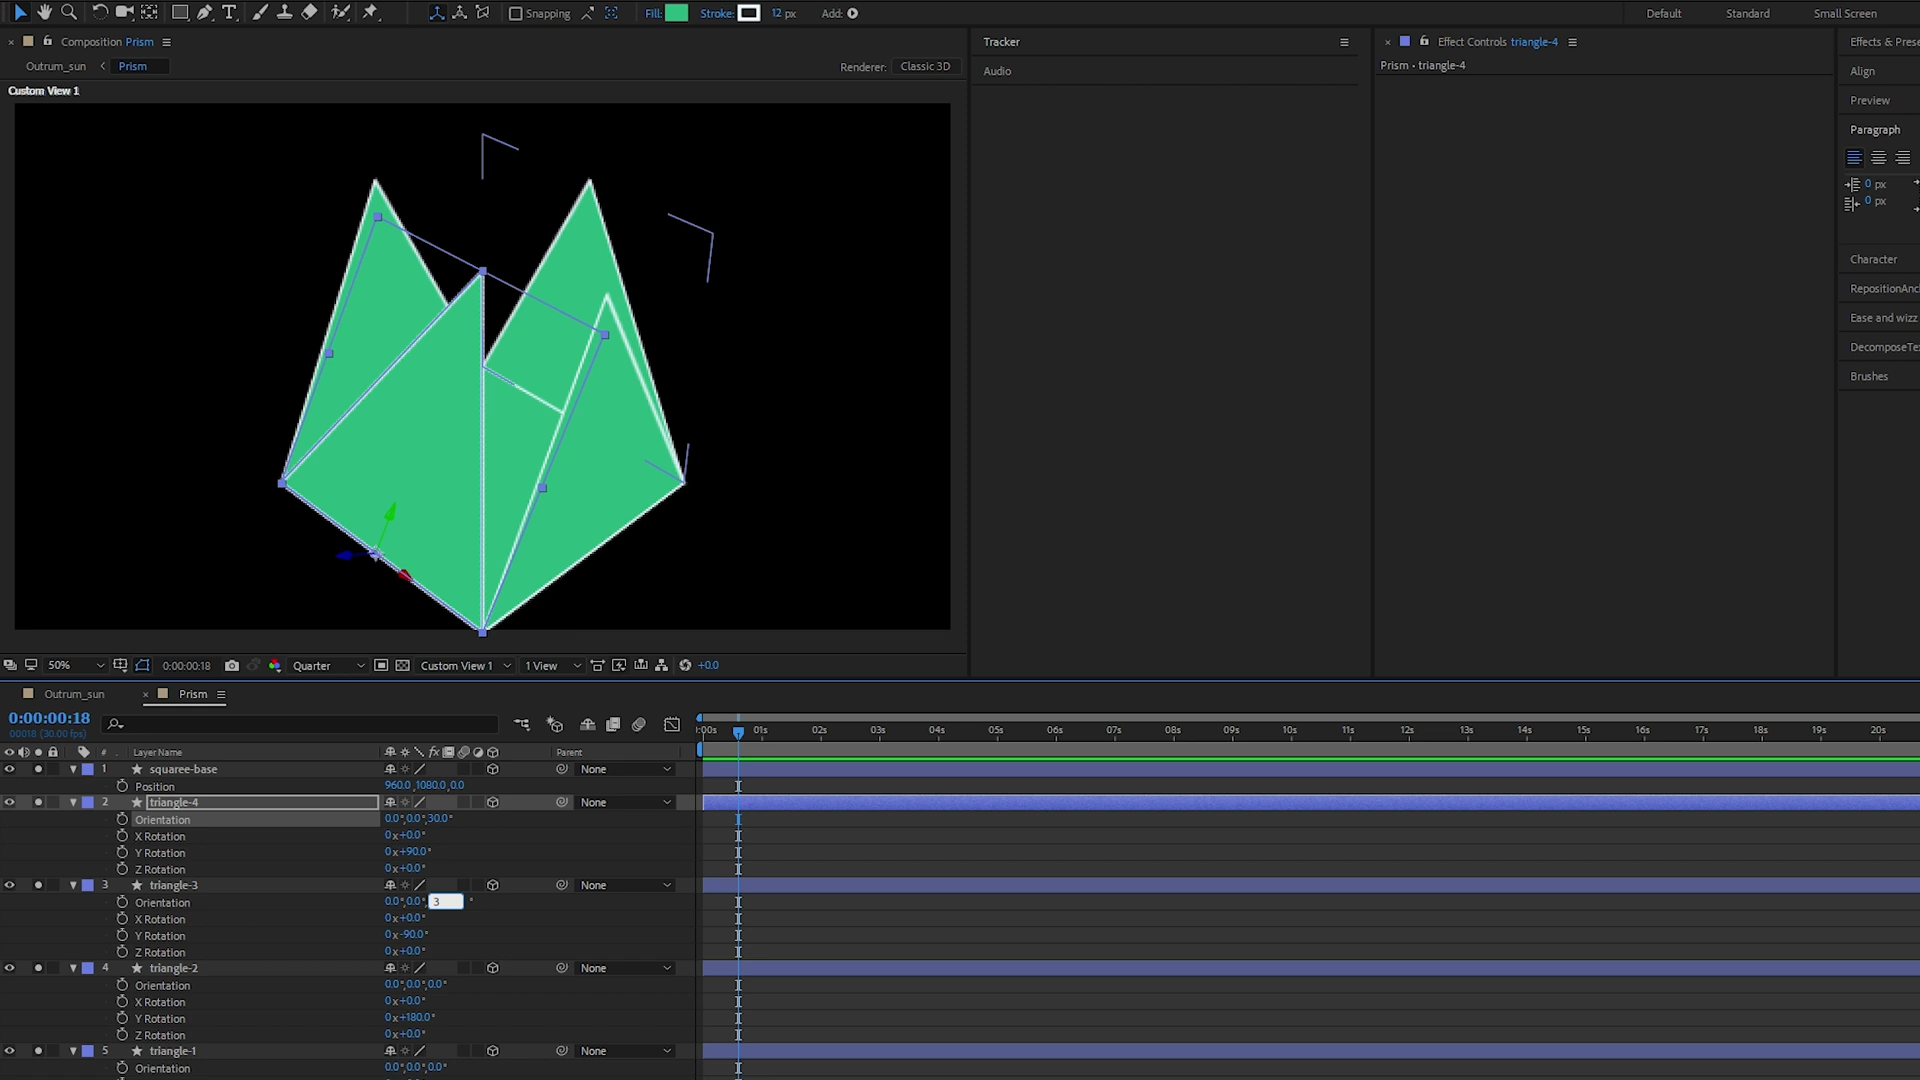 Snapping
Fill:
Stroke:
12 px
Add:
Default
Standard
Small Screen
Composition Prism
Outrum_sun
Prism
Renderer:
Classic 3D
Custom View 1
Tracker
Audio
Effect Controls triangle-4
Prism • triangle-4
Effects & Prese
Align
Preview
Paragraph
0 px
0 px
Character
RepositionAnc
Ease and wizz
DecomposeTe
Brushes
50%
0:00:00:18
Quarter
Custom View 1
1 View
+0.0
Outrum_sun
Prism
0:00:00:18
00018 (30.00 fps)
:00s 01s 02s 03s 04s 05s 06s 07s 08s 09s 10s 11s 12s 13s 14s 15s 16s 17s 18s 19s 20s
# Layer Name
Parent
1 squaree-base None
Position 960.0,1080.0,0.0
2 triangle-4 None
Orientation 0.0°,0.0°,30.0°
X Rotation 0x+0.0°
Y Rotation 0x+90.0°
Z Rotation 0x+0.0°
3 triangle-3 None
Orientation 0.0°,0.0°, 3 °
X Rotation 0x+0.0°
Y Rotation 0x-90.0°
Z Rotation 0x+0.0°
4 triangle-2 None
Orientation 0.0°,0.0°,0.0°
X Rotation 0x+0.0°
Y Rotation 0x+180.0°
Z Rotation 0x+0.0°
5 triangle-1 None
Orientation 0.0°,0.0°,0.0°